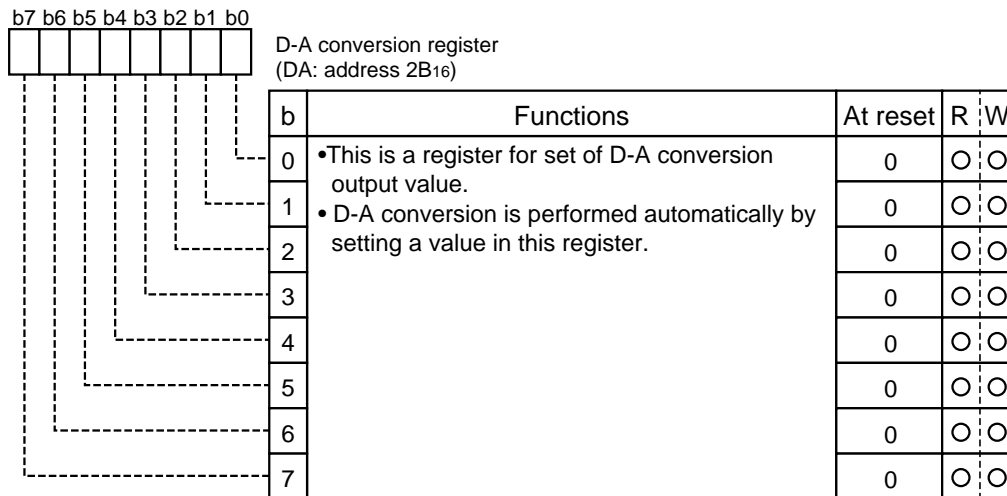 b7 b6 b5 b4 b3 b2 b1 b0
D-A conversion register
(DA: address 2B16)
b Functions At reset R W
0 •This is a register for set of D-A conversion 0 ○ ○
output value.
1 • D-A conversion is performed automatically by 0 ○ ○
2 setting a value in this register. 0 ○ ○
3 0 ○ ○
4 0 ○ ○
5 0 ○ ○
6 0 ○ ○
7 0 ○ ○